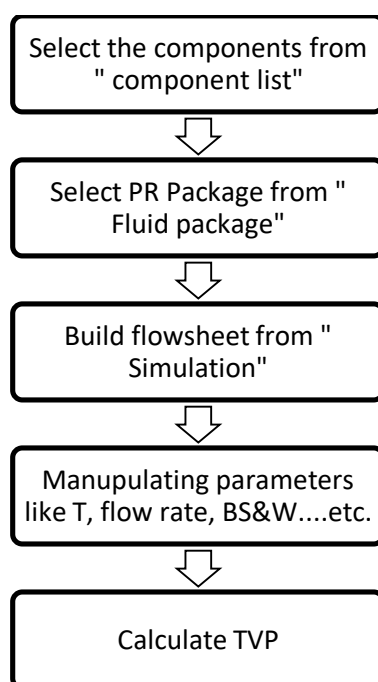 Select the components from
" component list"
Select PR Package from "
Fluid package"
Build flowsheet from "
Simulation"
Manupulating parameters
like T, flow rate, BS&W....etc.
Calculate TVP